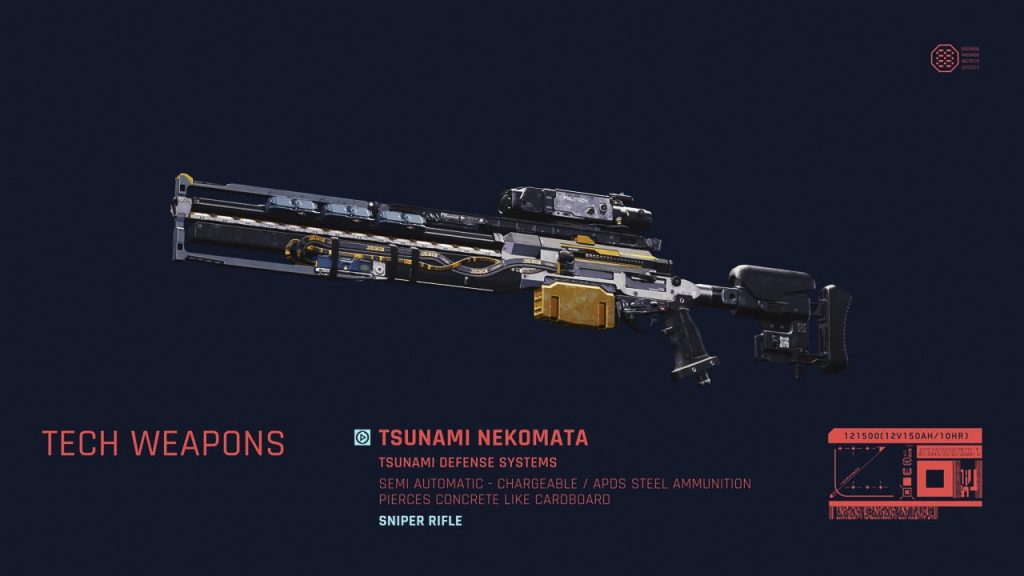 TECH WEAPONS
TSUNAMI NEKOMATA
TSUNAMI DEFENSE SYSTEMS
SEMI AUTOMATIC - CHARGEABLE / APDS STEEL AMMUNITION
PIERCES CONCRETE LIKE CARDBOARD
SNIPER RIFLE
121500(12V150AH/10HR)